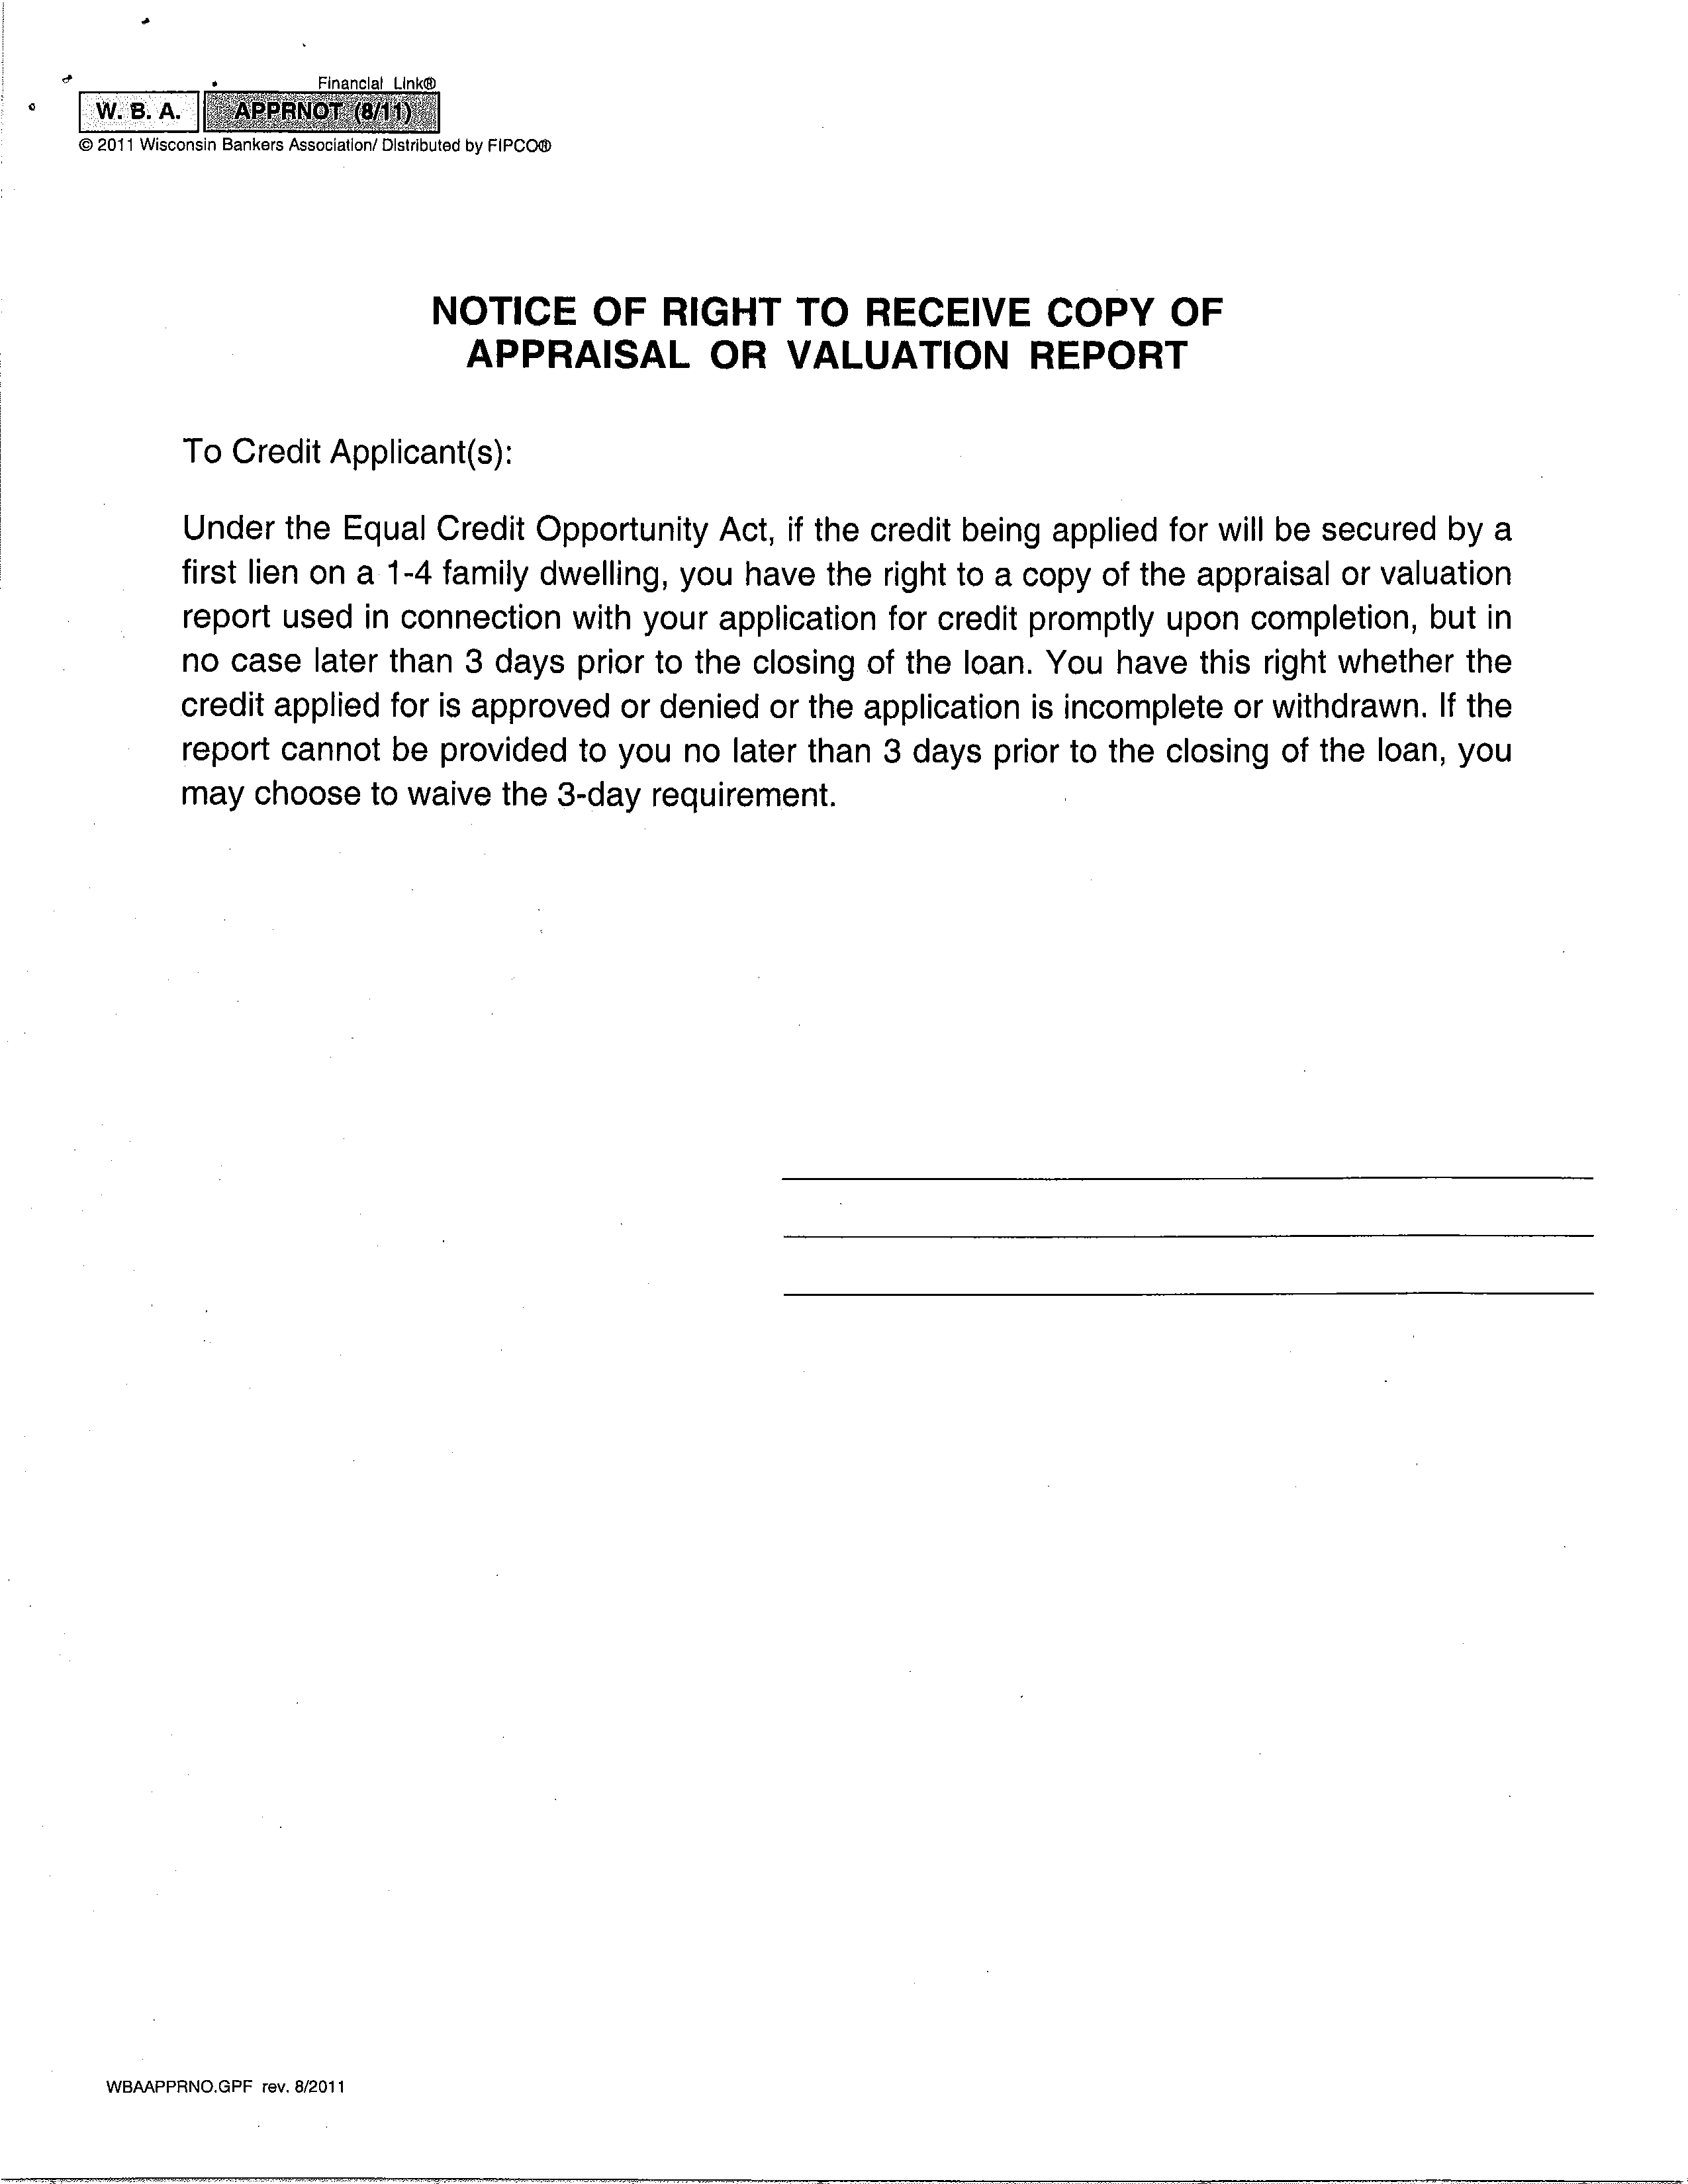 Financial Link®
W. B. A. APPRNOT (8/11)
© 2011 Wisconsin Bankers Association/ Distributed by FIPCO®
NOTICE OF RIGHT TO RECEIVE COPY OF
APPRAISAL OR VALUATION REPORT
To Credit Applicant(s):
Under the Equal Credit Opportunity Act, if the credit being applied for will be secured by a
first lien on a 1-4 family dwelling, you have the right to a copy of the appraisal or valuation
report used in connection with your application for credit promptly upon completion, but in
no case later than 3 days prior to the closing of the loan. You have this right whether the
credit applied for is approved or denied or the application is incomplete or withdrawn. If the
report cannot be provided to you no later than 3 days prior to the closing of the loan, you
may choose to waive the 3-day requirement.
WBAAPPRNO.GPF rev. 8/2011